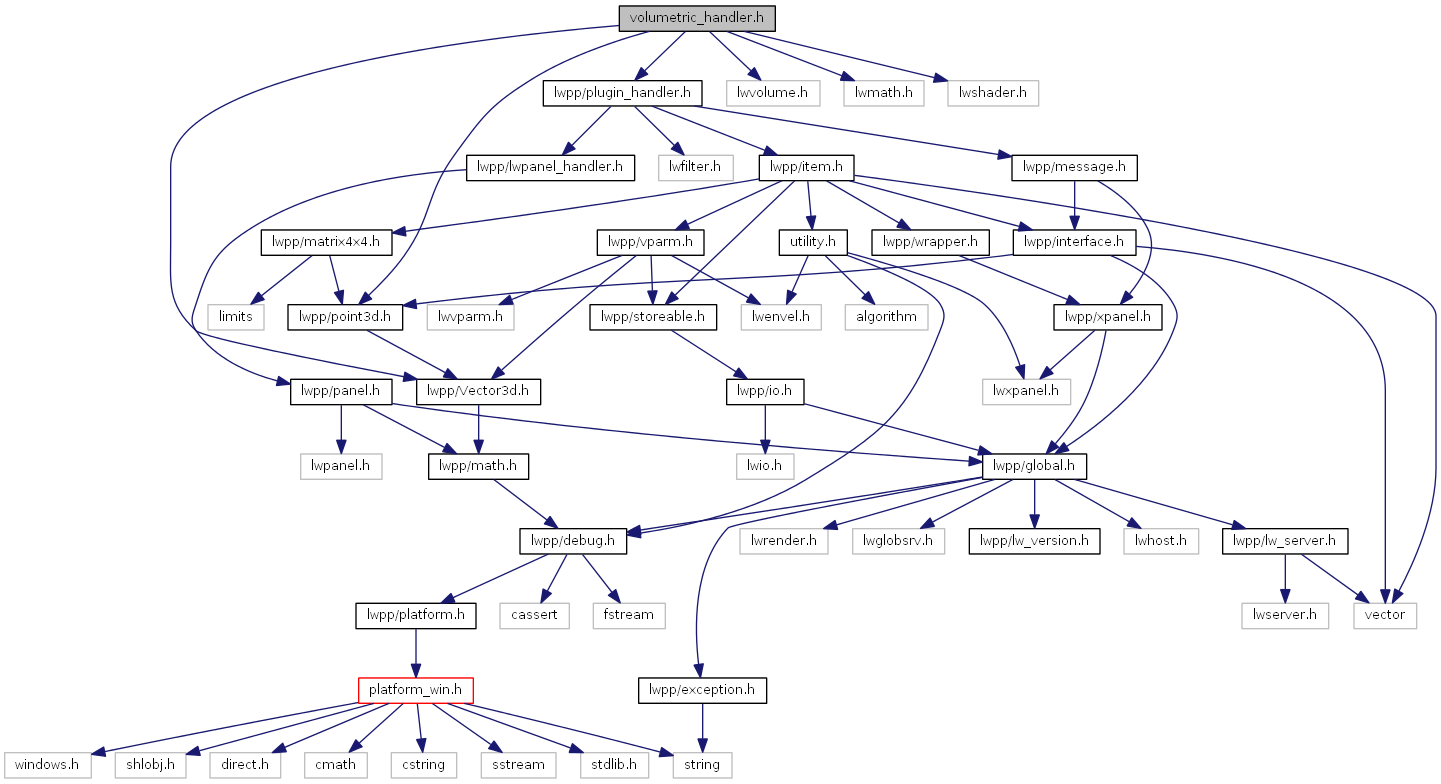 volumetric_handler.h
lwpp/plugin_handler.h
lwvolume.h
lwmath.h
lwshader.h
lwpp/lwpanel_handler.h
lwfilter.h
lwpp/item.h
lwpp/message.h
lwpp/matrix4x4.h
lwpp/vparm.h
utility.h
lwpp/wrapper.h
lwpp/interface.h
limits
lwpp/point3d.h
lwvparm.h
lwpp/storeable.h
lwenvel.h
algorithm
lwpp/xpanel.h
lwpp/panel.h
lwpp/Vector3d.h
lwpp/io.h
lwxpanel.h
lwpanel.h
lwpp/math.h
lwio.h
lwpp/global.h
lwpp/debug.h
lwrender.h
lwglobsrv.h
lwpp/lw_version.h
lwhost.h
lwpp/lw_server.h
lwpp/platform.h
cassert
fstream
lwserver.h
vector
platform_win.h
lwpp/exception.h
windows.h
shlobj.h
direct.h
cmath
cstring
sstream
stdlib.h
string